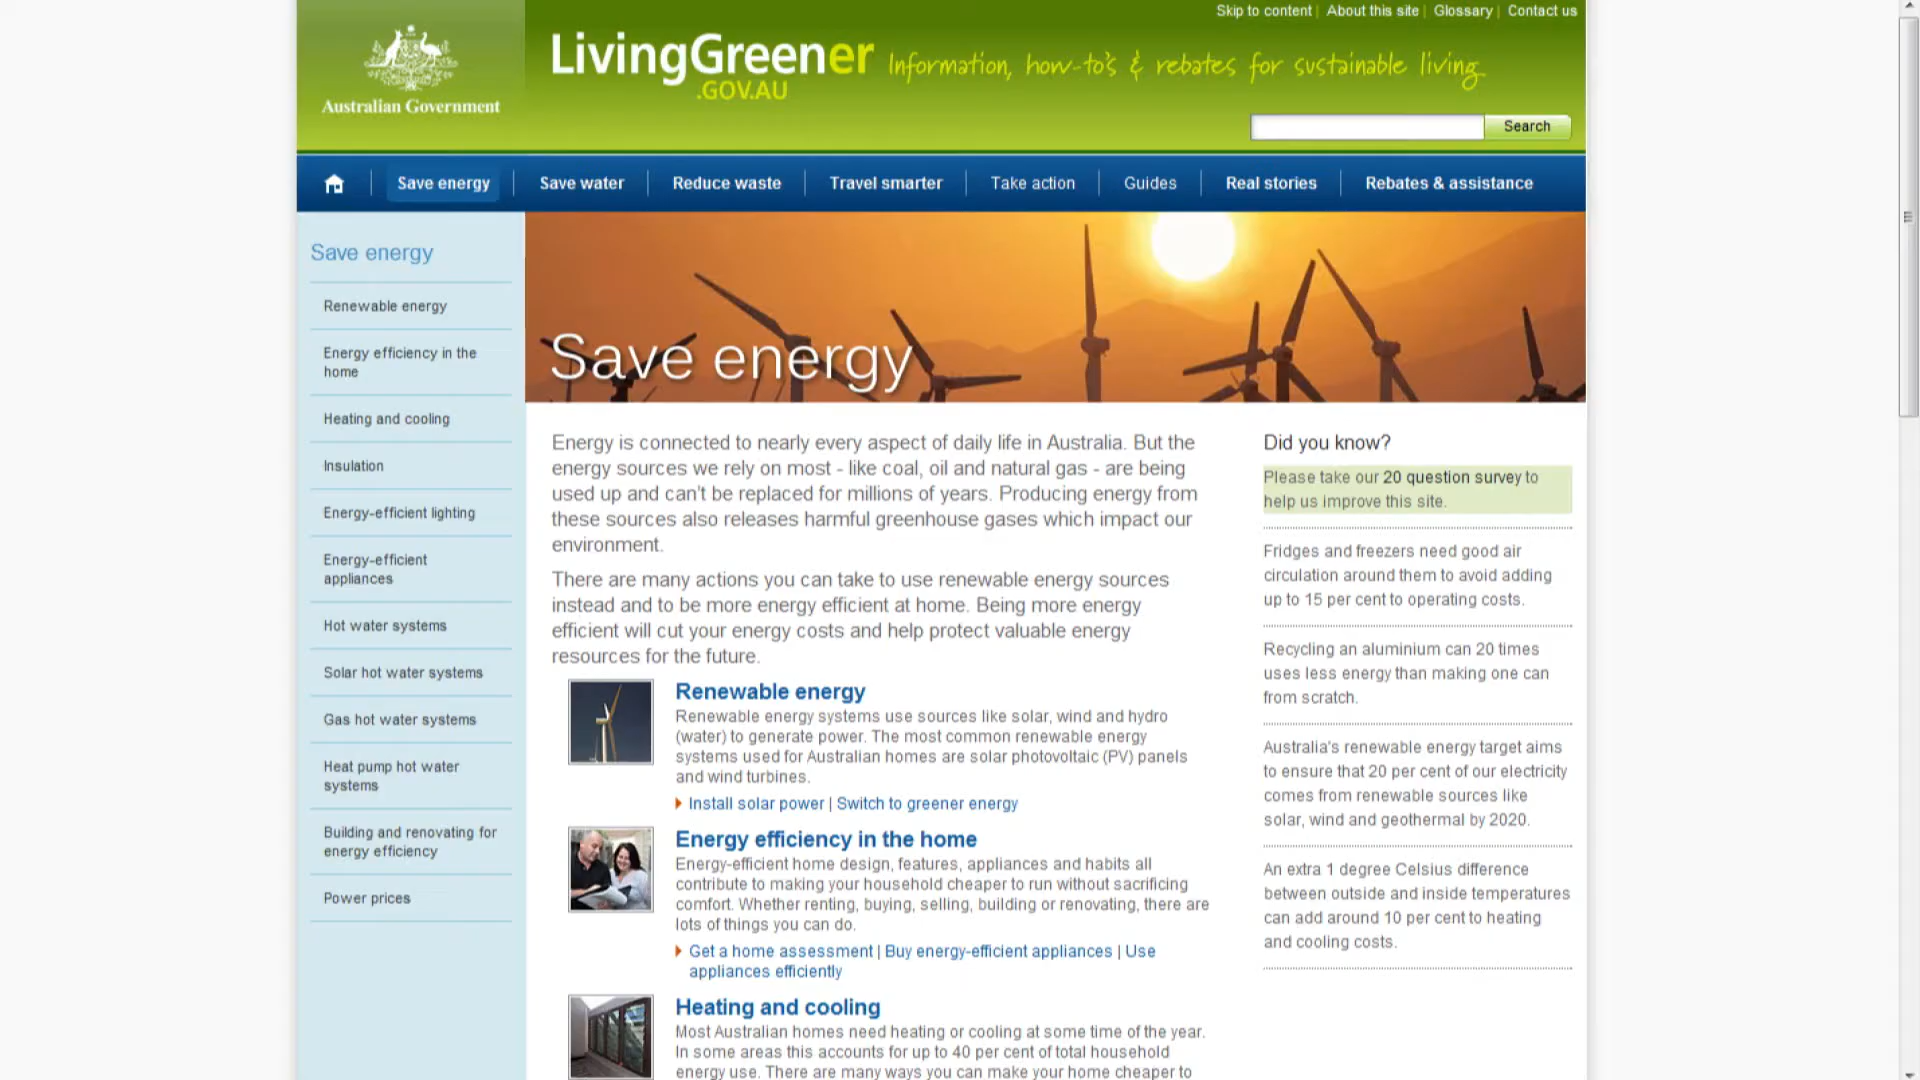 Skip to content | About this site | Glossary | Contact us
Australian Government
LivingGreener
.GOV.AU
Information, how-to's & rebates for sustainable living
Search
Save energy
Save water
Reduce waste
Travel smarter
Take action
Guides
Real stories
Rebates & assistance
Save energy
Renewable energy
Energy efficiency in the
home
Heating and cooling
Insulation
Energy-efficient lighting
Energy-efficient
appliances
Hot water systems
Solar hot water systems
Gas hot water systems
Heat pump hot water
systems
Building and renovating for
energy efficiency
Power prices
Save energy
Energy is connected to nearly every aspect of daily life in Australia. But the
energy sources we rely on most - like coal, oil and natural gas - are being
used up and can't be replaced for millions of years. Producing energy from
these sources also releases harmful greenhouse gases which impact our
environment.
There are many actions you can take to use renewable energy sources
instead and to be more energy efficient at home. Being more energy
efficient will cut your energy costs and help protect valuable energy
resources for the future.
Renewable energy
Renewable energy systems use sources like solar, wind and hydro
(water) to generate power. The most common renewable energy
systems used for Australian homes are solar photovoltaic (PV) panels
and wind turbines.
Install solar power | Switch to greener energy
Energy efficiency in the home
Energy-efficient home design, features, appliances and habits all
contribute to making your household cheaper to run without sacrificing
comfort. Whether renting, buying, selling, building or renovating, there are
lots of things you can do.
Get a home assessment | Buy energy-efficient appliances | Use
appliances efficiently
Heating and cooling
Most Australian homes need heating or cooling at some time of the year.
In some areas this accounts for up to 40 per cent of total household
energy use. There are many ways you can make your home cheaper to
Did you know?
Please take our 20 question survey to
help us improve this site.
Fridges and freezers need good air
circulation around them to avoid adding
up to 15 per cent to operating costs.
Recycling an aluminium can 20 times
uses less energy than making one can
from scratch.
Australia's renewable energy target aims
to ensure that 20 per cent of our electricity
comes from renewable sources like
solar, wind and geothermal by 2020.
An extra 1 degree Celsius difference
between outside and inside temperatures
can add around 10 per cent to heating
and cooling costs.